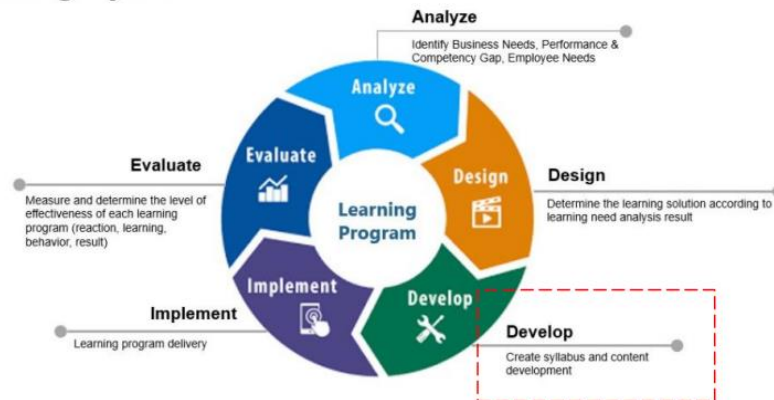 Analyze
Identify Business Needs, Performance &
Competency Gap, Employee Needs
Analyze
Evaluate
Design
Learning
Program
Implement
Develop
Evaluate
Measure and determine the level of
effectiveness of each learning
program (reaction, learning,
behavior, result)
Design
Determine the learning solution according to
learning need analysis result
Implement
Learning program delivery
Develop
Create syllabus and content
development